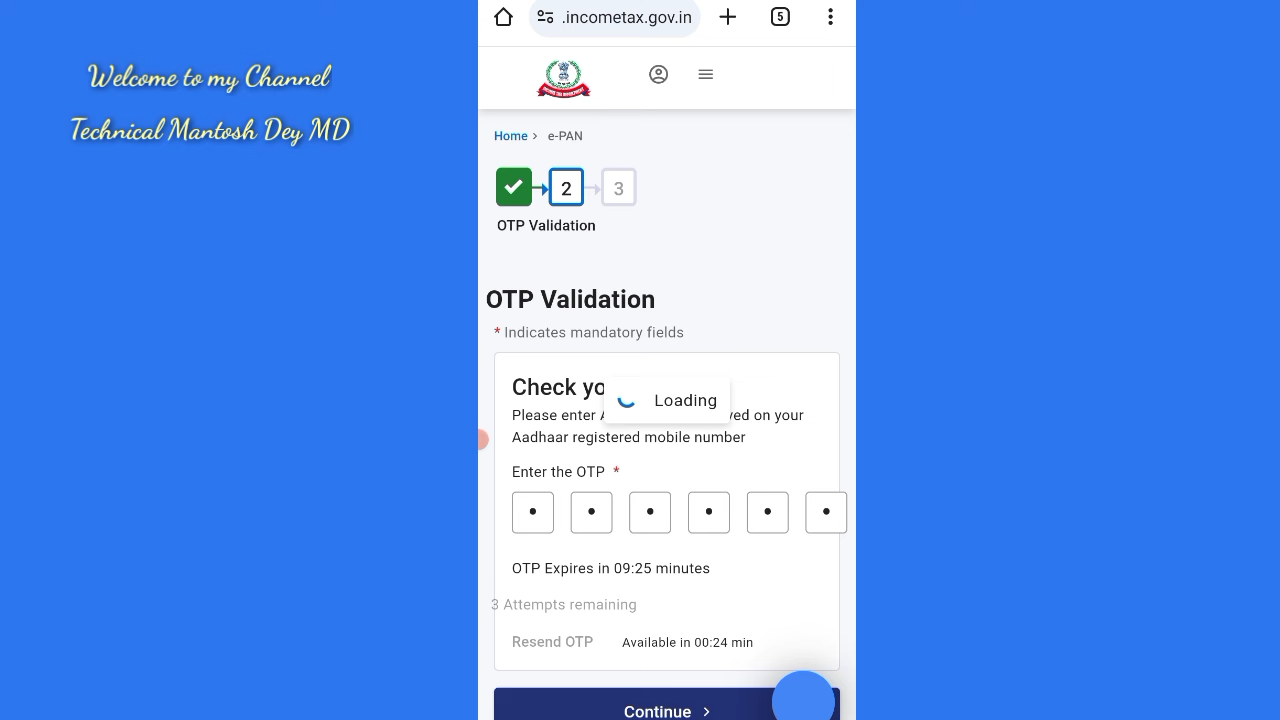 Welcome to my Channel
Technical Mantosh Dey MD
.incometax.gov.in
5
Home > e-PAN
2
3
OTP Validation
OTP Validation
* Indicates mandatory fields
Check yo
Loading
Please enter
ved on your
Aadhaar registered mobile number
Enter the OTP *
OTP Expires in 09:25 minutes
3 Attempts remaining
Resend OTP Available in 00:24 min
Continue >